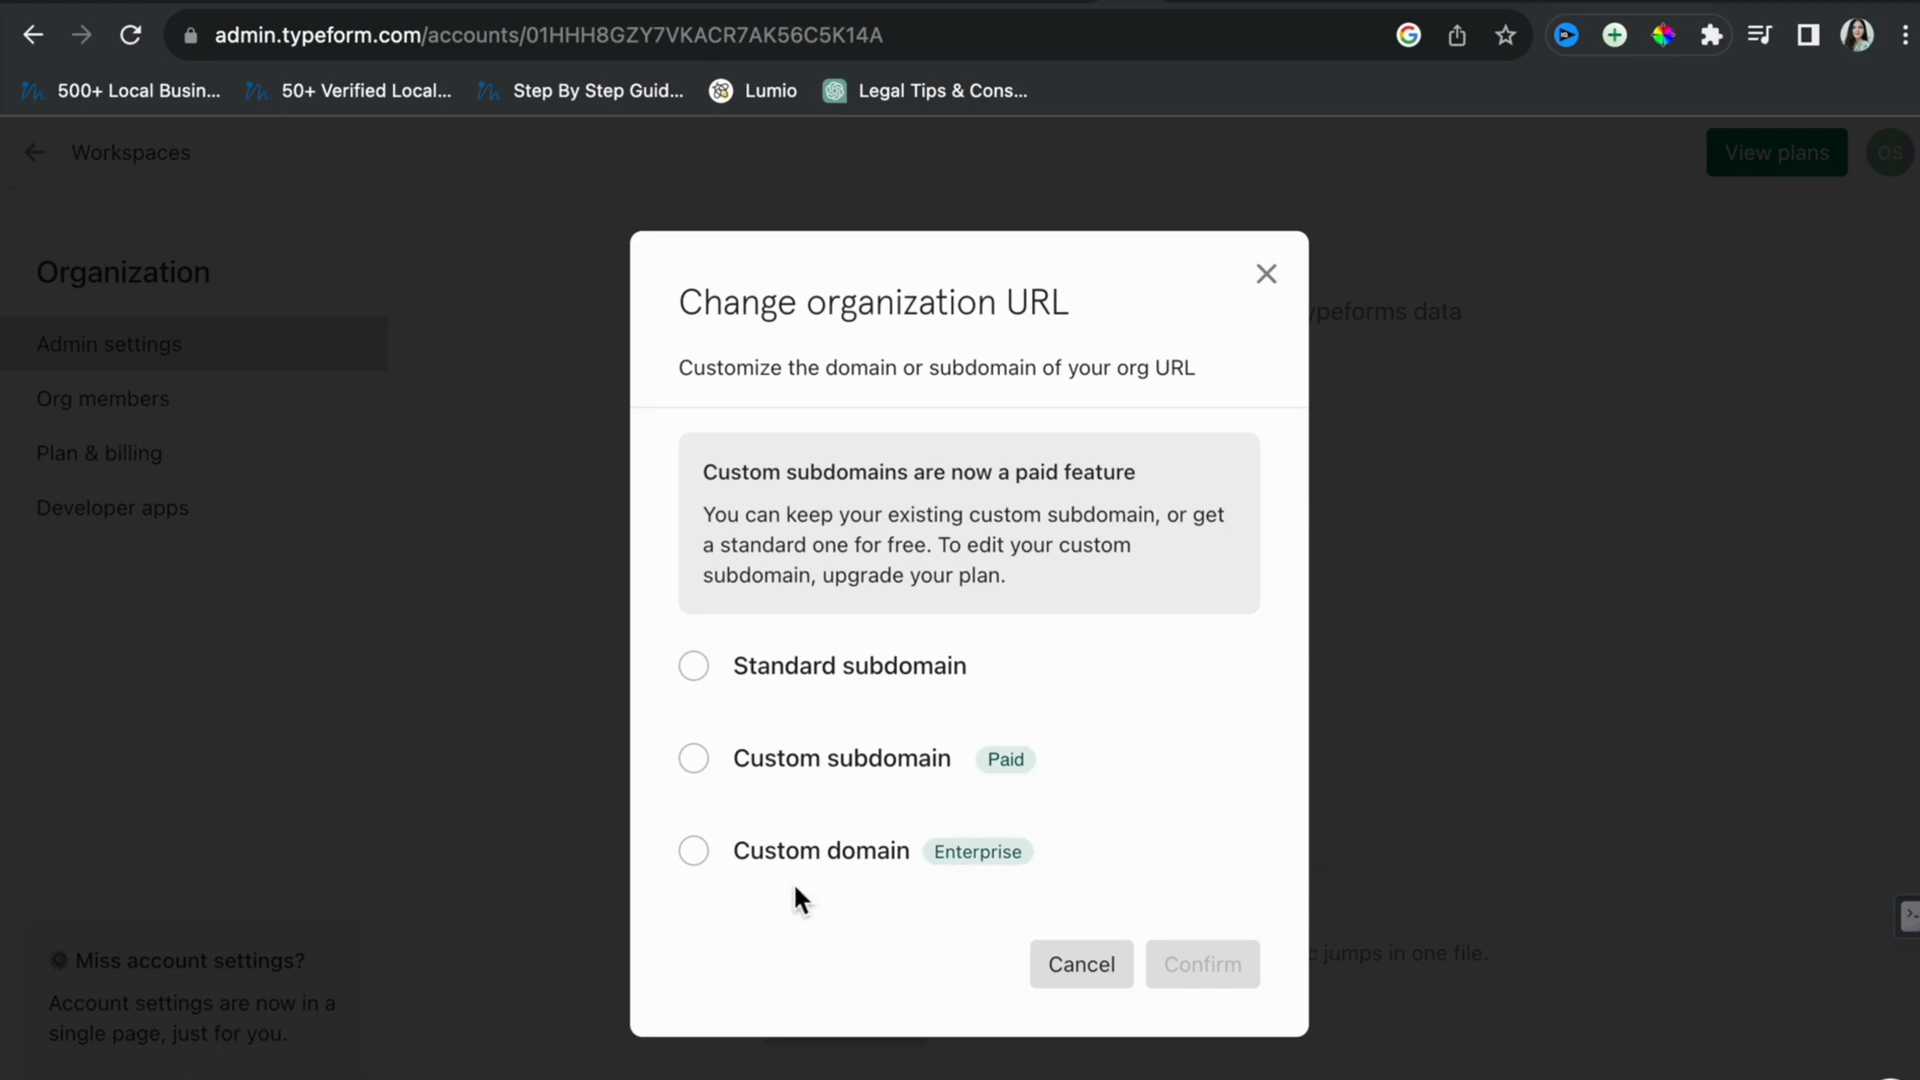 admin.typeform.com/accounts/01HHH8GZY7VKACR7AK56C5K14A
500+ Local Busin...
50+ Verified Local...
Step By Step Guid...
Lumio
Legal Tips & Cons...
Workspaces
View plans
OS
Organization
Admin settings
Org members
Plan & billing
Developer apps
Miss account settings?
Account settings are now in a
single page, just for you.
Change organization URL
Customize the domain or subdomain of your org URL
Custom subdomains are now a paid feature
You can keep your existing custom subdomain, or get
a standard one for free. To edit your custom
subdomain, upgrade your plan.
Standard subdomain
Custom subdomain Paid
Custom domain Enterprise
Cancel
Confirm
ypeforms data
c jumps in one file.